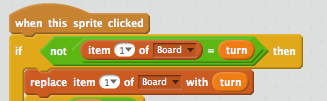 when this sprite clicked
if not item 1 of Board = turn then
replace item 1 of Board with turn